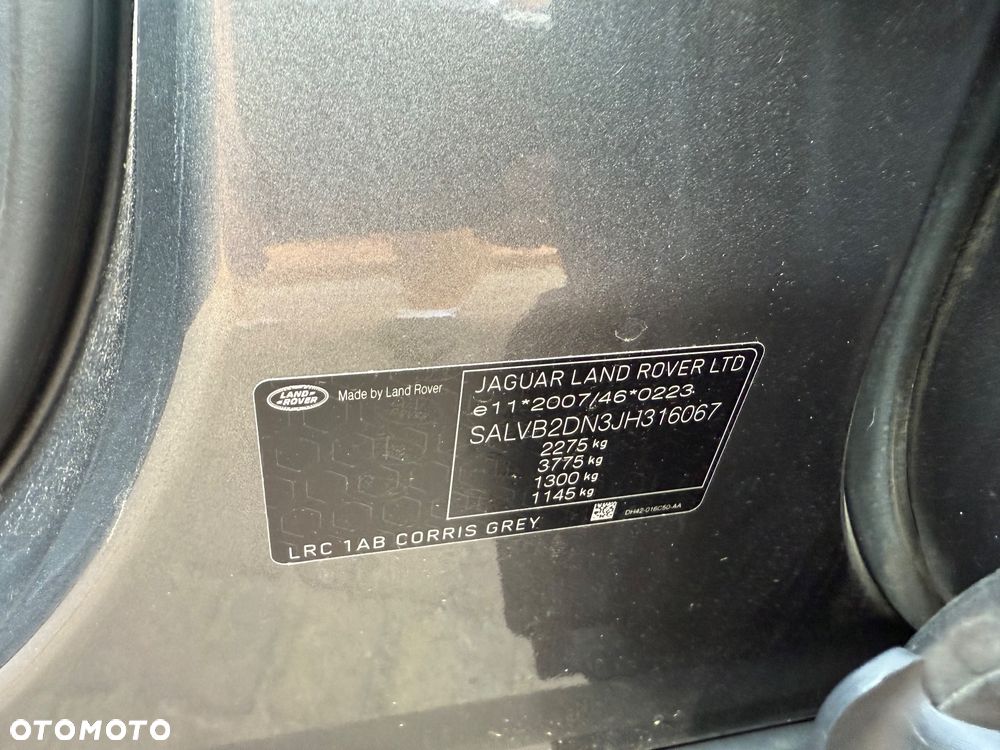 LAND ROVER
Made by Land Rover
JAGUAR LAND ROVER LTD
e11*2007/46*0223
SALVB2DN3JH316067
2275 kg
3775 kg
1300 kg
1145 kg
DH42-016C50-AA
LRC 1AB CORRIS GREY
OTOMOTO